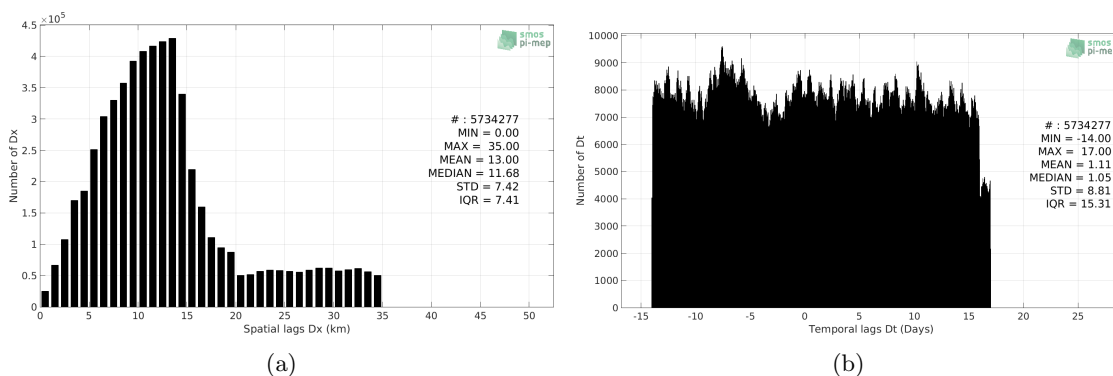 ×10⁵
4.5
4
3.5
3
2.5
2
1.5
1
0.5
0
Number of Dx
smos
pi-mep
# : 5734277
MIN = 0.00
MAX = 35.00
MEAN = 13.00
MEDIAN = 11.68
STD = 7.42
IQR = 7.41
0 5 10 15 20 25 30 35 40 45 50
Spatial lags Dx (km)
(a)
10000
9000
8000
7000
6000
5000
4000
3000
2000
1000
0
Number of Dt
smos
pi-mep
# : 5734277
MIN = -14.00
MAX = 17.00
MEAN = 1.11
MEDIAN = 1.05
STD = 8.81
IQR = 15.31
-15 -10 -5 0 5 10 15 20 25
Temporal lags Dt (Days)
(b)